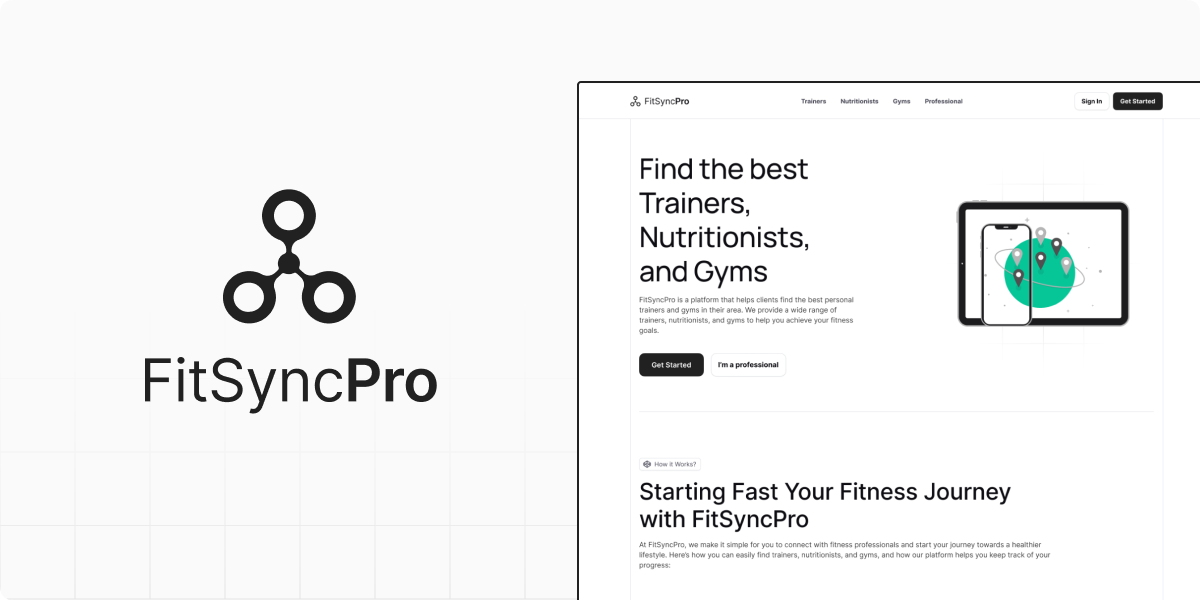 FitSyncPro
FitSyncPro
Trainers
Nutritionists
Gyms
Professional
Sign In
Get Started
Find the best
Trainers,
Nutritionists,
and Gyms
FitSyncPro is a platform that helps clients find the best personal
trainers and gyms in their area. We provide a wide range of
trainers, nutritionists, and gyms to help you achieve your fitness
goals.
Get Started
I'm a professional
How it Works?
Starting Fast Your Fitness Journey
with FitSyncPro
At FitSyncPro, we make it simple for you to connect with fitness professionals and start your journey towards a healthier
lifestyle. Here's how you can easily find trainers, nutritionists, and gyms, and how our platform helps you keep track of your
progress: